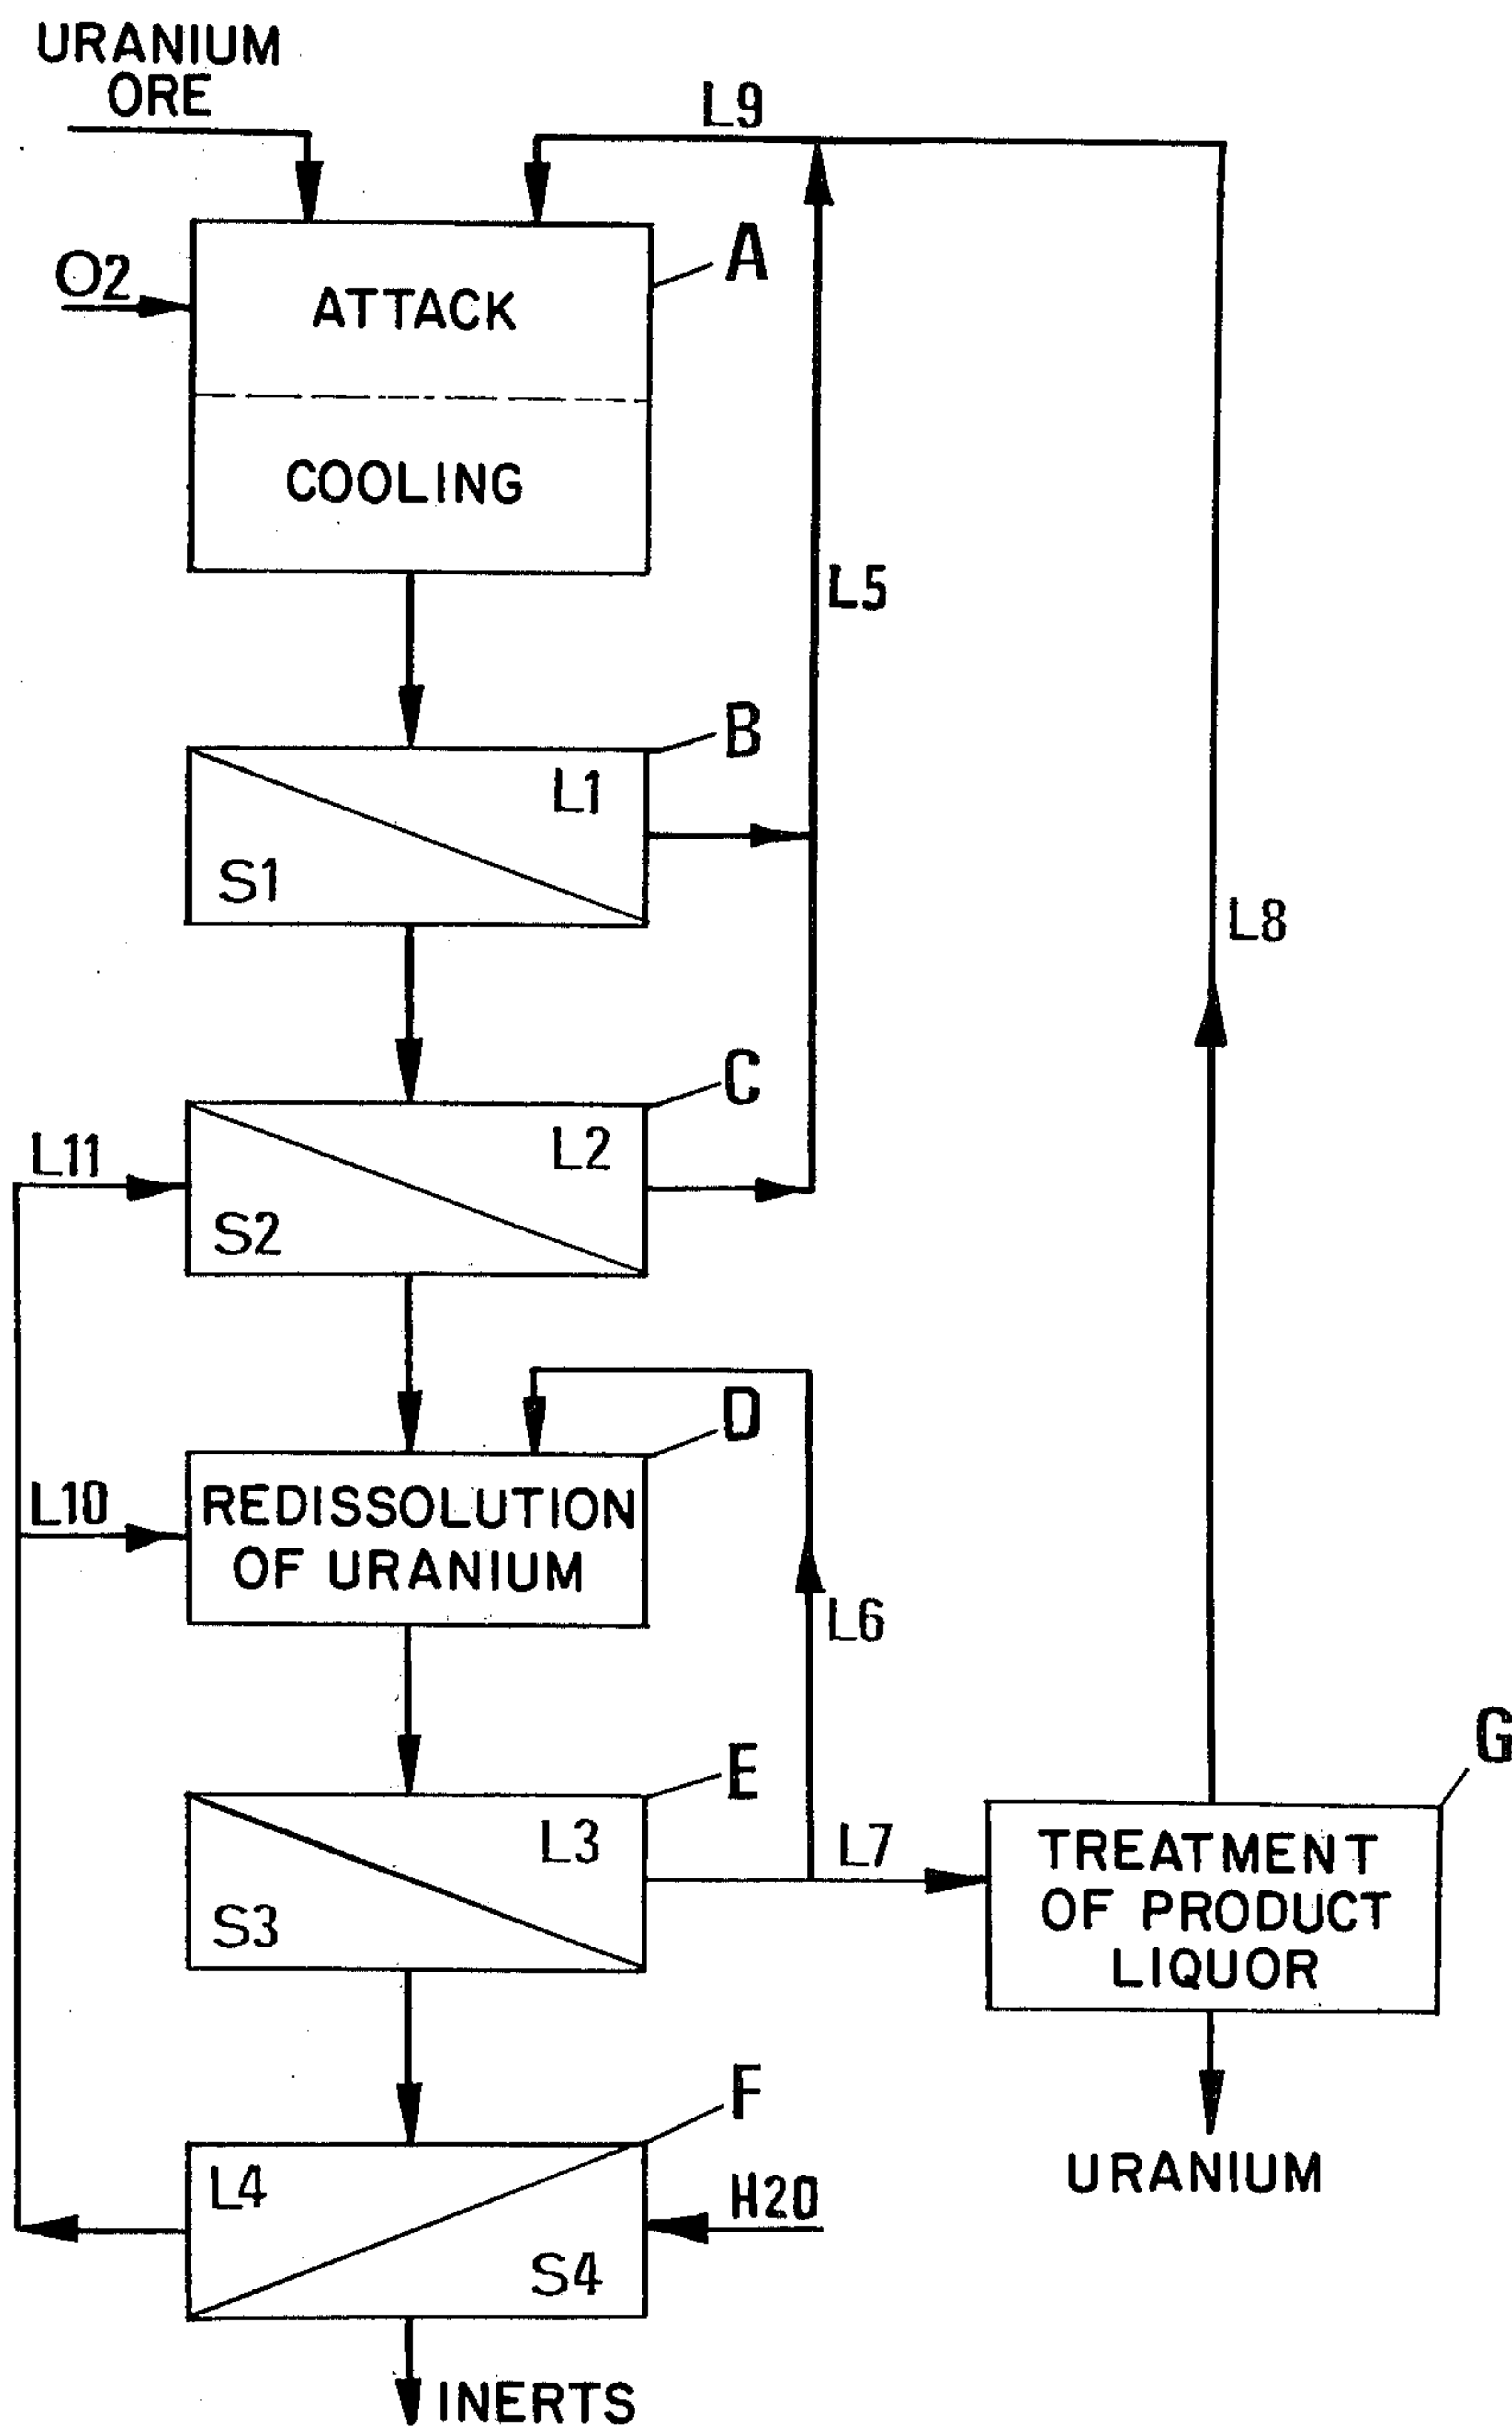 URANIUM
ORE
L9
O2
A
ATTACK
COOLING
L5
B
L1
S1
L8
C
L11
L2
S2
D
L10
REDISSOLUTION
OF URANIUM
L6
G
E
L3
L7
TREATMENT
OF PRODUCT
LIQUOR
S3
F
L4
H2O
URANIUM
S4
INERTS